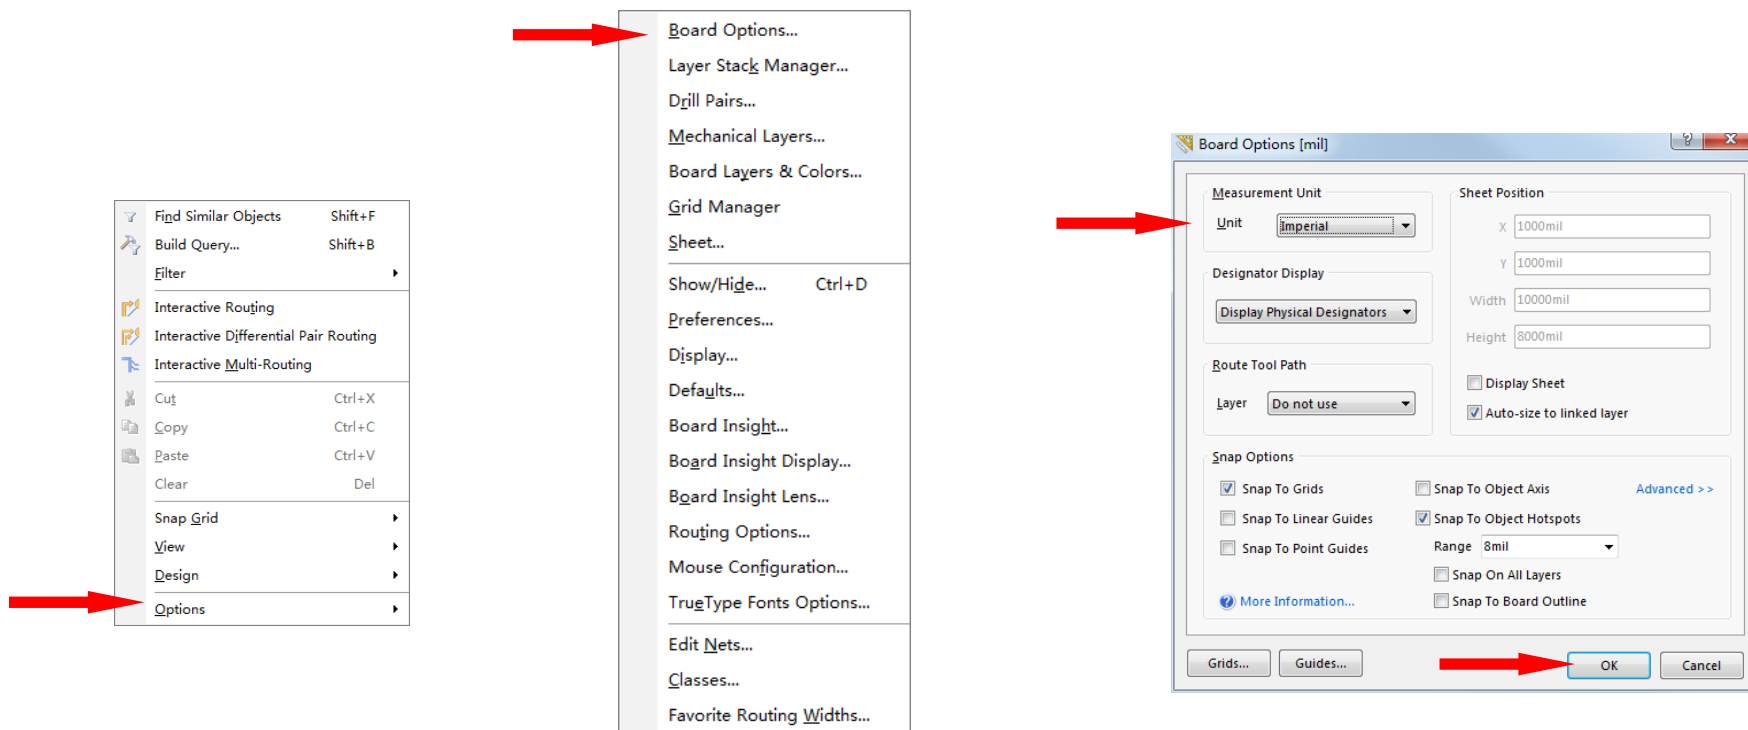 Find Similar Objects Shift+F
Build Query... Shift+B
Filter
Interactive Routing
Interactive Differential Pair Routing
Interactive Multi-Routing
Cut Ctrl+X
Copy Ctrl+C
Paste Ctrl+V
Clear Del
Snap Grid
View
Design
Options
Board Options...
Layer Stack Manager...
Drill Pairs...
Mechanical Layers...
Board Layers & Colors...
Grid Manager
Sheet...
Show/Hide... Ctrl+D
Preferences...
Display...
Defaults...
Board Insight...
Board Insight Display...
Board Insight Lens...
Routing Options...
Mouse Configuration...
TrueType Fonts Options...
Edit Nets...
Classes...
Favorite Routing Widths...
Board Options [mil]
Measurement Unit
Unit Imperial
Designator Display
Display Physical Designators
Route Tool Path
Layer Do not use
Sheet Position
X 1000mil
Y 1000mil
Width 10000mil
Height 8000mil
Display Sheet
Auto-size to linked layer
Snap Options
Snap To Grids
Snap To Linear Guides
Snap To Point Guides
More Information...
Snap To Object Axis
Snap To Object Hotspots
Range 8mil
Snap On All Layers
Snap To Board Outline
Advanced >>
Grids... Guides... OK Cancel